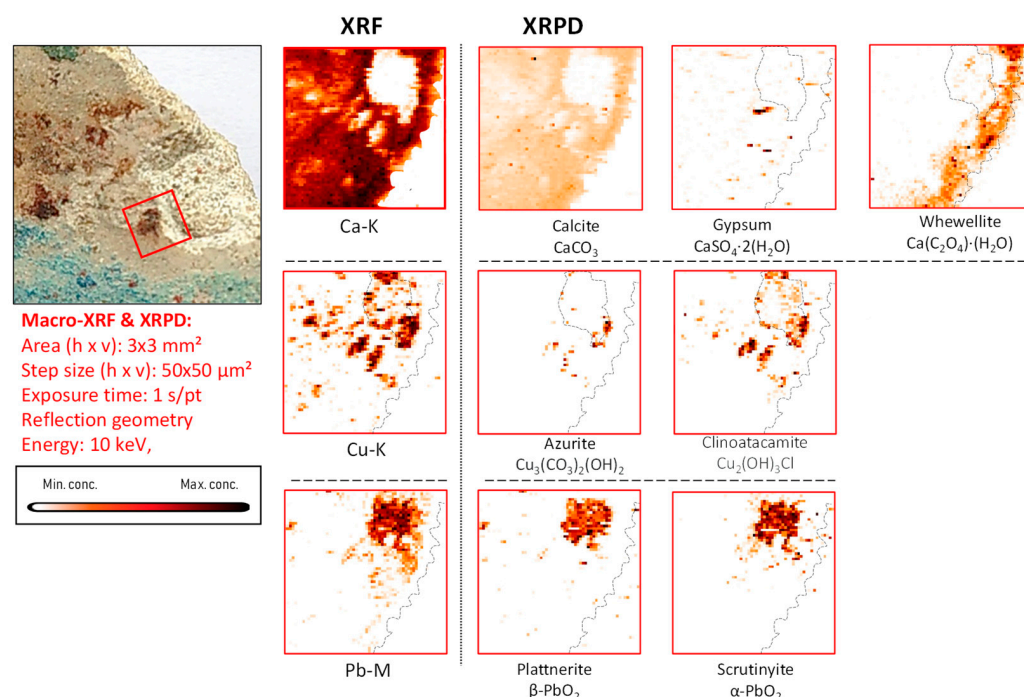 XRF
XRPD
Ca-K
Calcite
CaCO₃
Gypsum
CaSO₄·2(H₂O)
Whewellite
Ca(C₂O₄)·(H₂O)
Macro-XRF & XRPD:
Area (h x v): 3x3 mm²
Step size (h x v): 50x50 µm²
Exposure time: 1 s/pt
Reflection geometry
Energy: 10 keV,
Cu-K
Azurite
Cu₃(CO₃)₂(OH)₂
Clinoatacamite
Cu₂(OH)₃Cl
Min. conc.
Max. conc.
Pb-M
Plattnerite
β-PbO₂
Scrutinyite
α-PbO₂